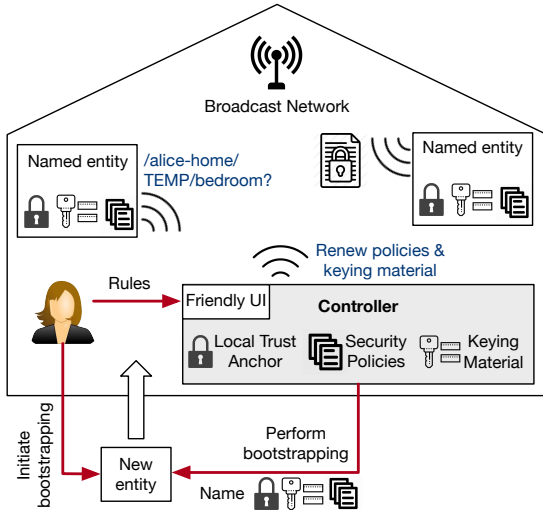 Broadcast Network
Named entity
/alice-home/
TEMP/bedroom?
Named entity
Renew policies &
keying material
Rules
Friendly UI
Controller
Local Trust
Anchor
Security
Policies
Keying
Material
Initiate
bootstrapping
New
entity
Perform
bootstrapping
Name